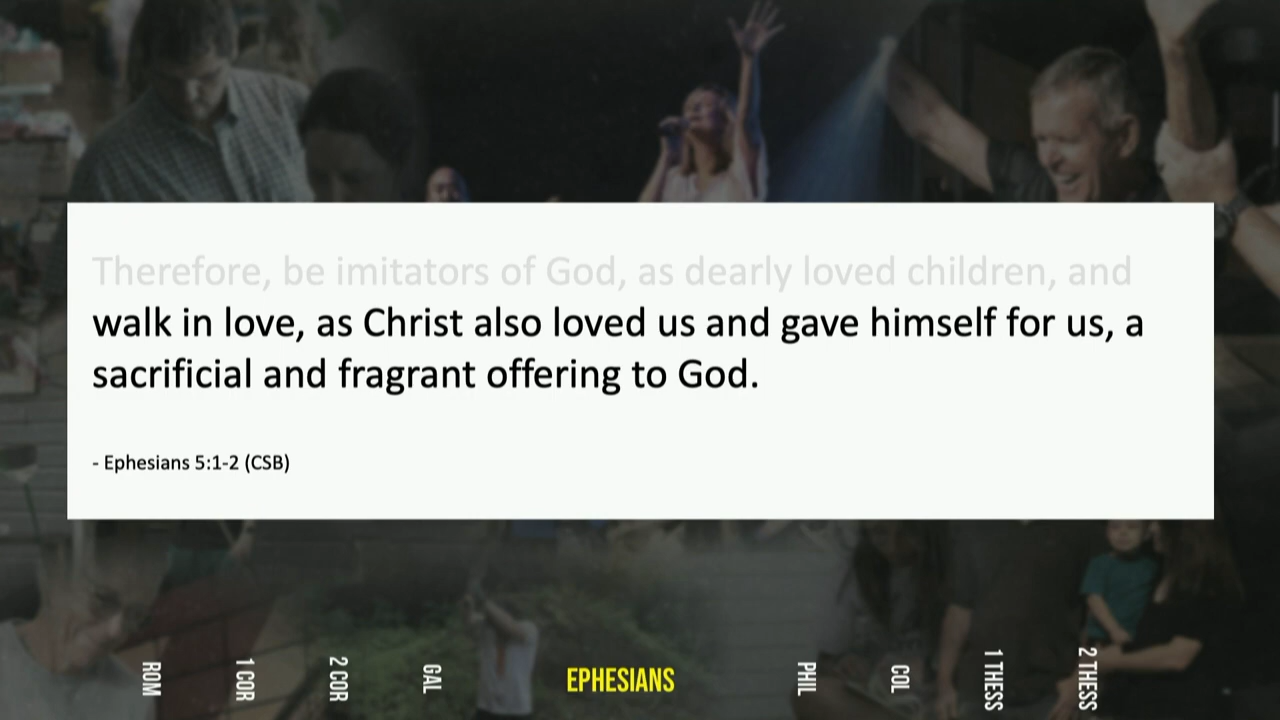 Therefore, be imitators of God, as dearly loved children, and
walk in love, as Christ also loved us and gave himself for us, a
sacrificial and fragrant offering to God.
- Ephesians 5:1-2 (CSB)
ROM
1 COR
2 COR
GAL
EPHESIANS
PHIL
COL
1 THESS
2 THESS